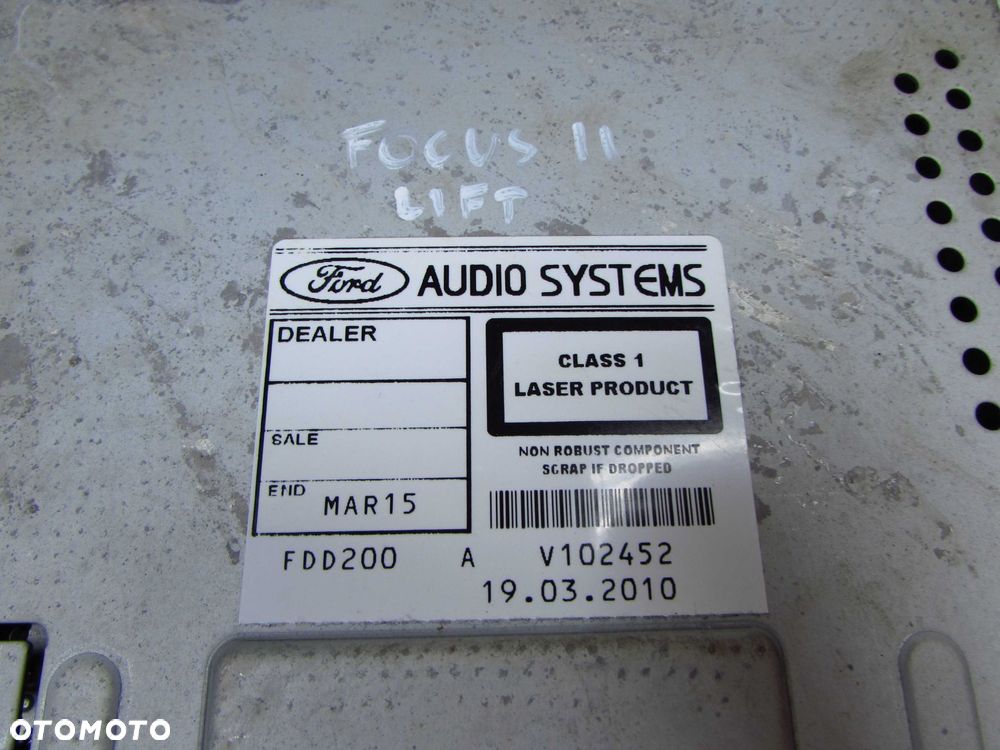 FOCUS II
LIFT
Ford AUDIO SYSTEMS
DEALER
CLASS 1
LASER PRODUCT
SALE
NON ROBUST COMPONENT
SCRAP IF DROPPED
END MAR15
FDD200 A V102452
19.03.2010
OTOMOTO